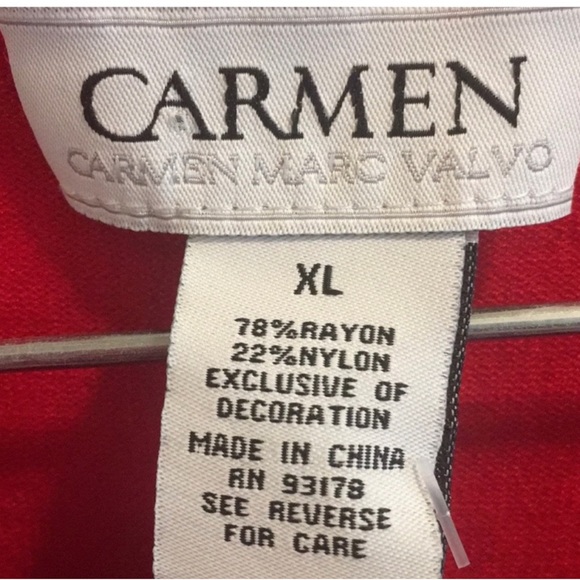 CARMEN
CARMEN MARC VALVO
XL
78%RAYON
22%NYLON
EXCLUSIVE OF
DECORATION
MADE IN CHINA
RN 93178
SEE REVERSE
FOR CARE